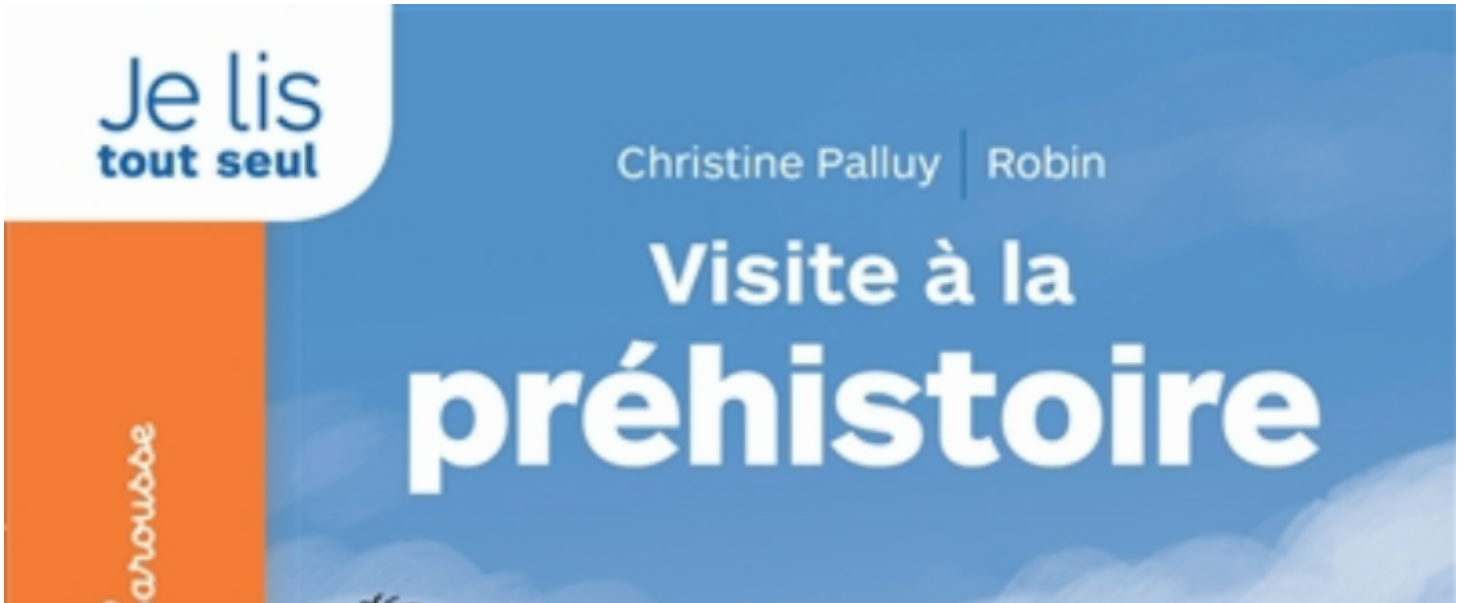 Je lis
tout seul
Christine Palluy | Robin
Visite à la
préhistoire